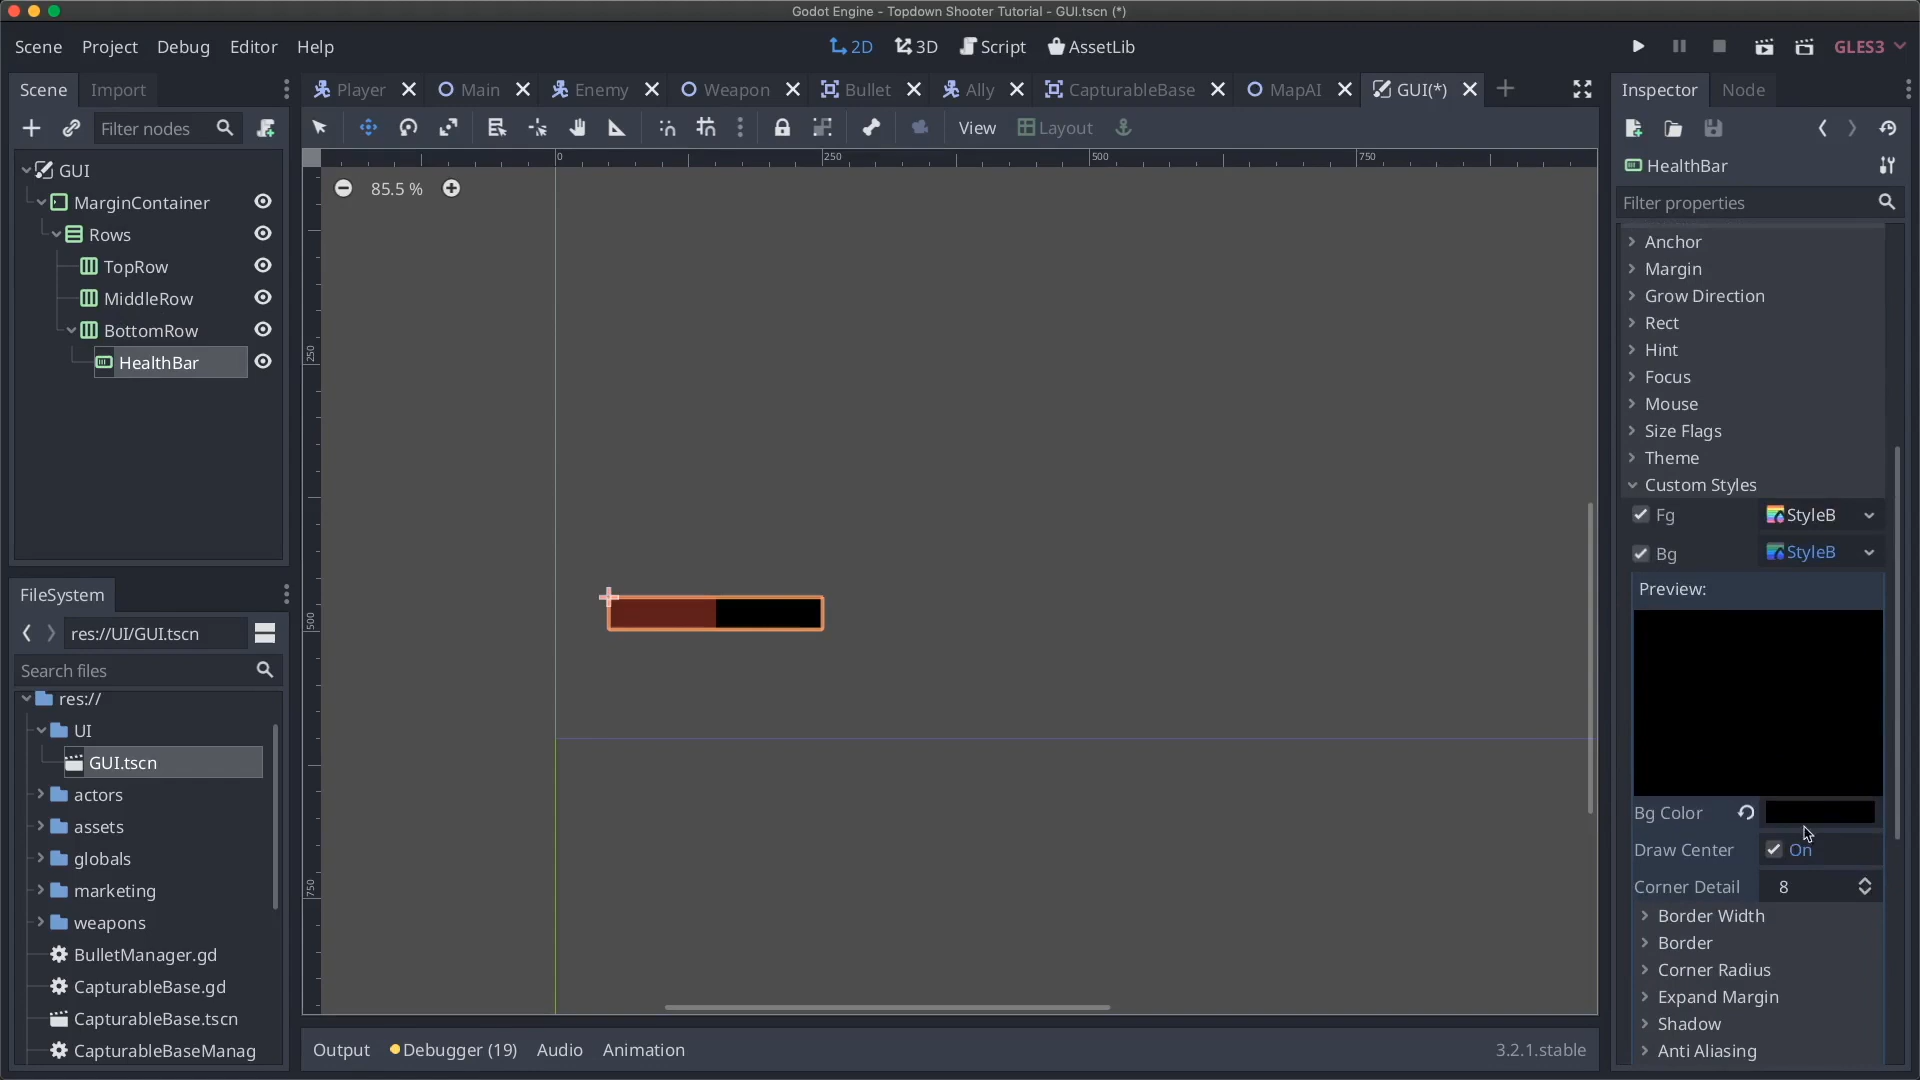 Godot Engine - Topdown Shooter Tutorial - GUI.tscn (*)
Scene Project Debug Editor Help
2D 3D Script AssetLib
GLES3
Scene Import
Player Main Enemy Weapon Bullet Ally CapturableBase MapAI GUI(*)
Inspector Node
Filter nodes
View Layout
GUI
MarginContainer
Rows
TopRow
MiddleRow
BottomRow
HealthBar
0 250 500 750
85.5 %
250
500
750
FileSystem
res://UI/GUI.tscn
Search files
res://
UI
GUI.tscn
actors
assets
globals
marketing
weapons
BulletManager.gd
CapturableBase.gd
CapturableBase.tscn
CapturableBaseManag
Output Debugger (19) Audio Animation
3.2.1.stable
HealthBar
Filter properties
Anchor
Margin
Grow Direction
Rect
Hint
Focus
Mouse
Size Flags
Theme
Custom Styles
Fg StyleB
Bg StyleB
Preview:
Bg Color
Draw Center On
Corner Detail 8
Border Width
Border
Corner Radius
Expand Margin
Shadow
Anti Aliasing